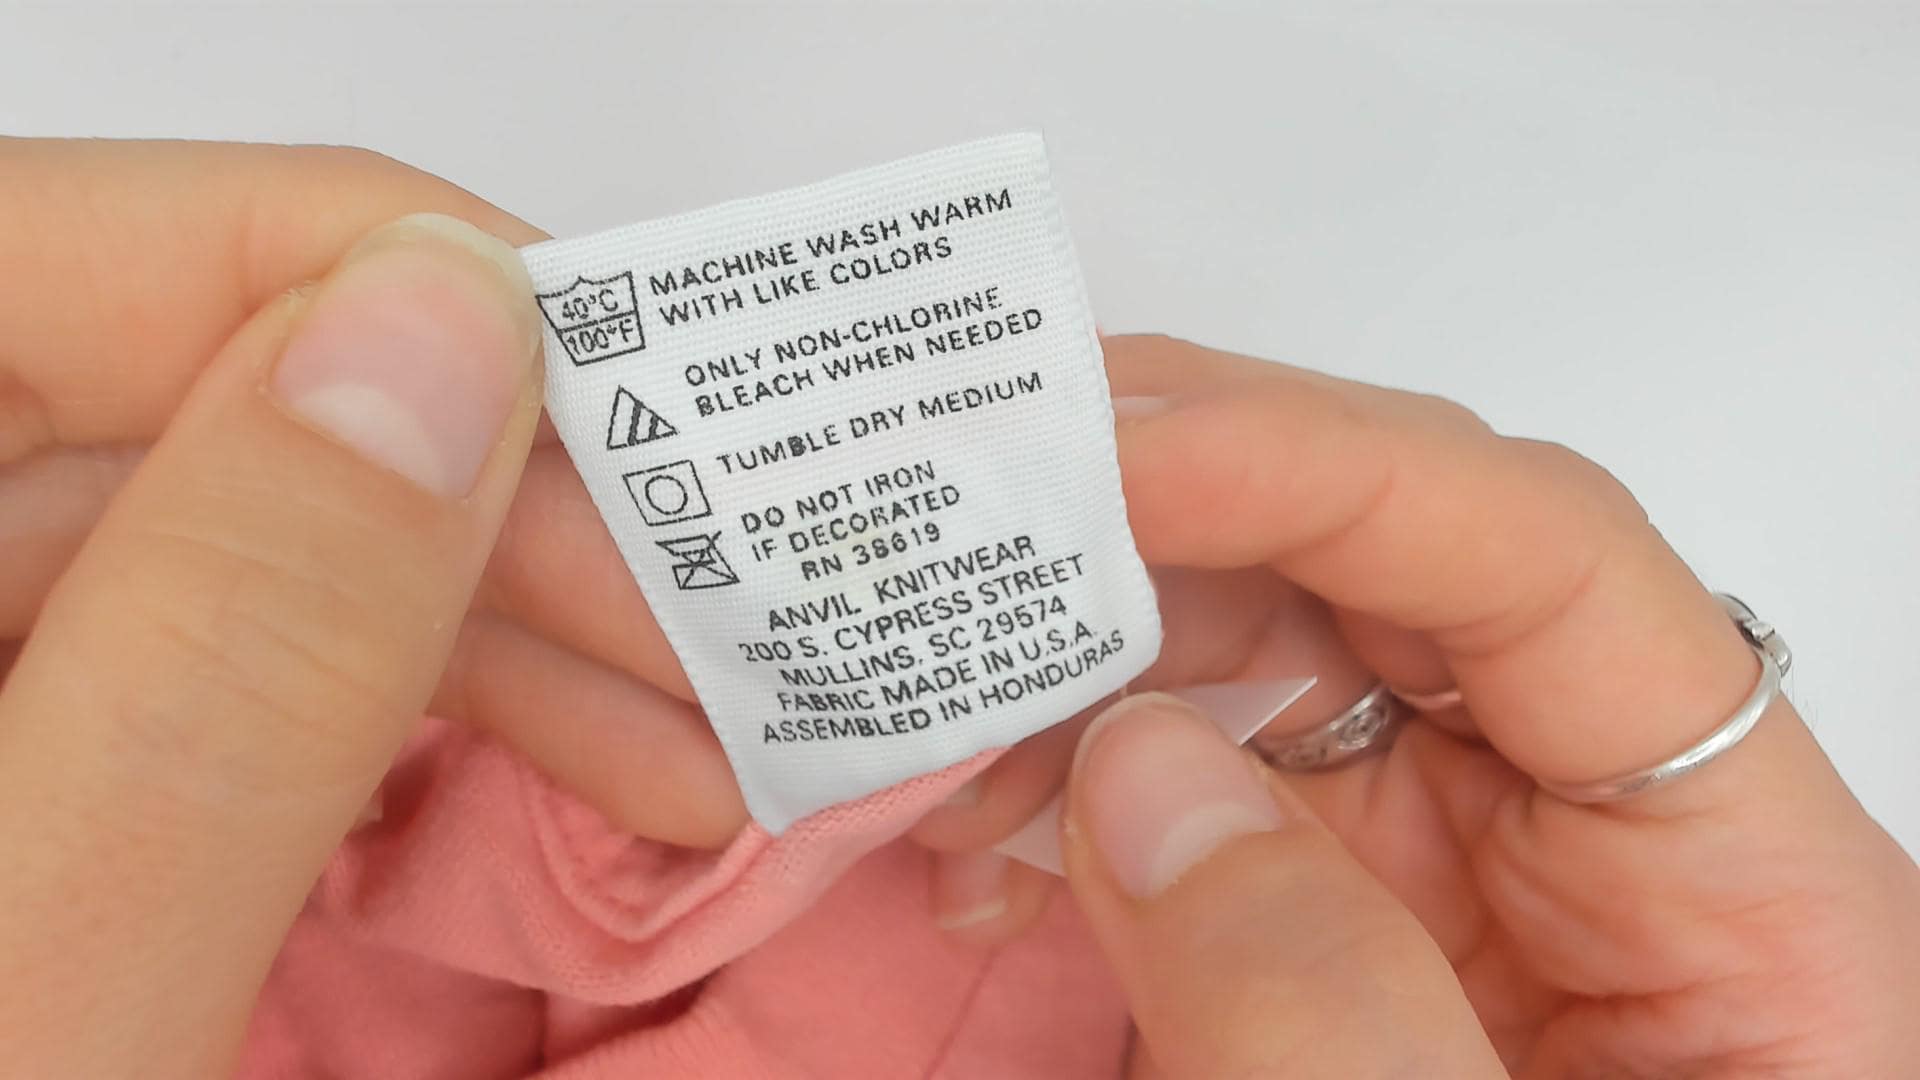 MACHINE WASH WARM
WITH LIKE COLORS
40°C
100°F
ONLY NON-CHLORINE
BLEACH WHEN NEEDED
TUMBLE DRY MEDIUM
DO NOT IRON
IF DECORATED
RN 38619
ANVIL KNITWEAR
200 S. CYPRESS STREET
MULLINS, SC 29574
FABRIC MADE IN U.S.A.
ASSEMBLED IN HONDURAS